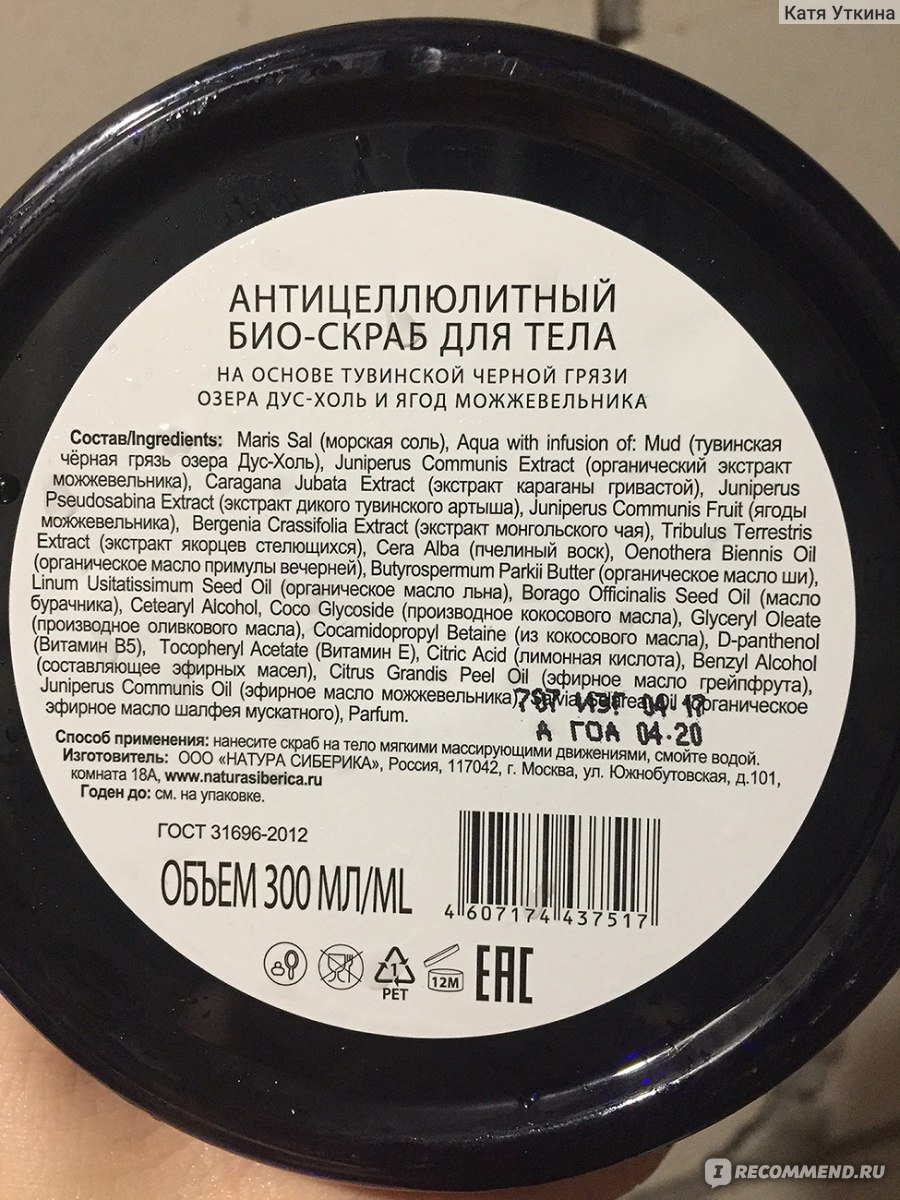 Катя Уткина
АНТИЦЕЛЛЮЛИТНЫЙ
БИО-СКРАБ ДЛЯ ТЕЛА
НА ОСНОВЕ ТУВИНСКОЙ ЧЕРНОЙ ГРЯЗИ
ОЗЕРА ДУС-ХОЛЬ И ЯГОД МОЖЖЕВЕЛЬНИКА
Состав/Ingredients: Maris Sal (морская соль), Aqua with infusion of: Mud (тувинская
чёрная грязь озера Дус-Холь), Juniperus Communis Extract (органический экстракт
можжевельника), Caragana Jubata Extract (экстракт караганы гривастой), Juniperus
Pseudosabina Extract (экстракт дикого тувинского артыша), Juniperus Communis Fruit (ягоды
можжевельника), Bergenia Crassifolia Extract (экстракт монгольского чая), Tribulus Terrestris
Extract (экстракт якорцев стелющихся), Cera Alba (пчелиный воск), Oenothera Biennis Oil
(органическое масло примулы вечерней), Butyrospermum Parkii Butter (органическое масло ши),
Linum Usitatissimum Seed Oil (органическое масло льна), Borago Officinalis Seed Oil (масло
бурачника), Cetearyl Alcohol, Coco Glycoside (производное кокосового масла), Glyceryl Oleate
(производное оливкового масла), Cocamidopropyl Betaine (из кокосового масла), D-panthenol
(Витамин B5), Tocopheryl Acetate (Витамин Е), Citric Acid (лимонная кислота), Benzyl Alcohol
(составляющее эфирных масел), Citrus Grandis Peel Oil (эфирное масло грейпфрута),
Juniperus Communis Oil (эфирное масло можжевельника), Salvia Sclarea Oil (органическое
эфирное масло шалфея мускатного), Parfum.
707 ИЗГ 04 17
А ГОД 04-20
Способ применения: нанесите скраб на тело мягкими массирующими движениями, смойте водой.
Изготовитель: ООО «НАТУРА СИБЕРИКА», Россия, 117042, г. Москва, ул. Южнобутовская, д.101,
комната 18А, www.naturasiberica.ru
Годен до: см. на упаковке.
ГОСТ 31696-2012
ОБЪЕМ 300 МЛ/ML
4 607174 437517
1
PET
12M
EAC
IRECOMMEND.RU